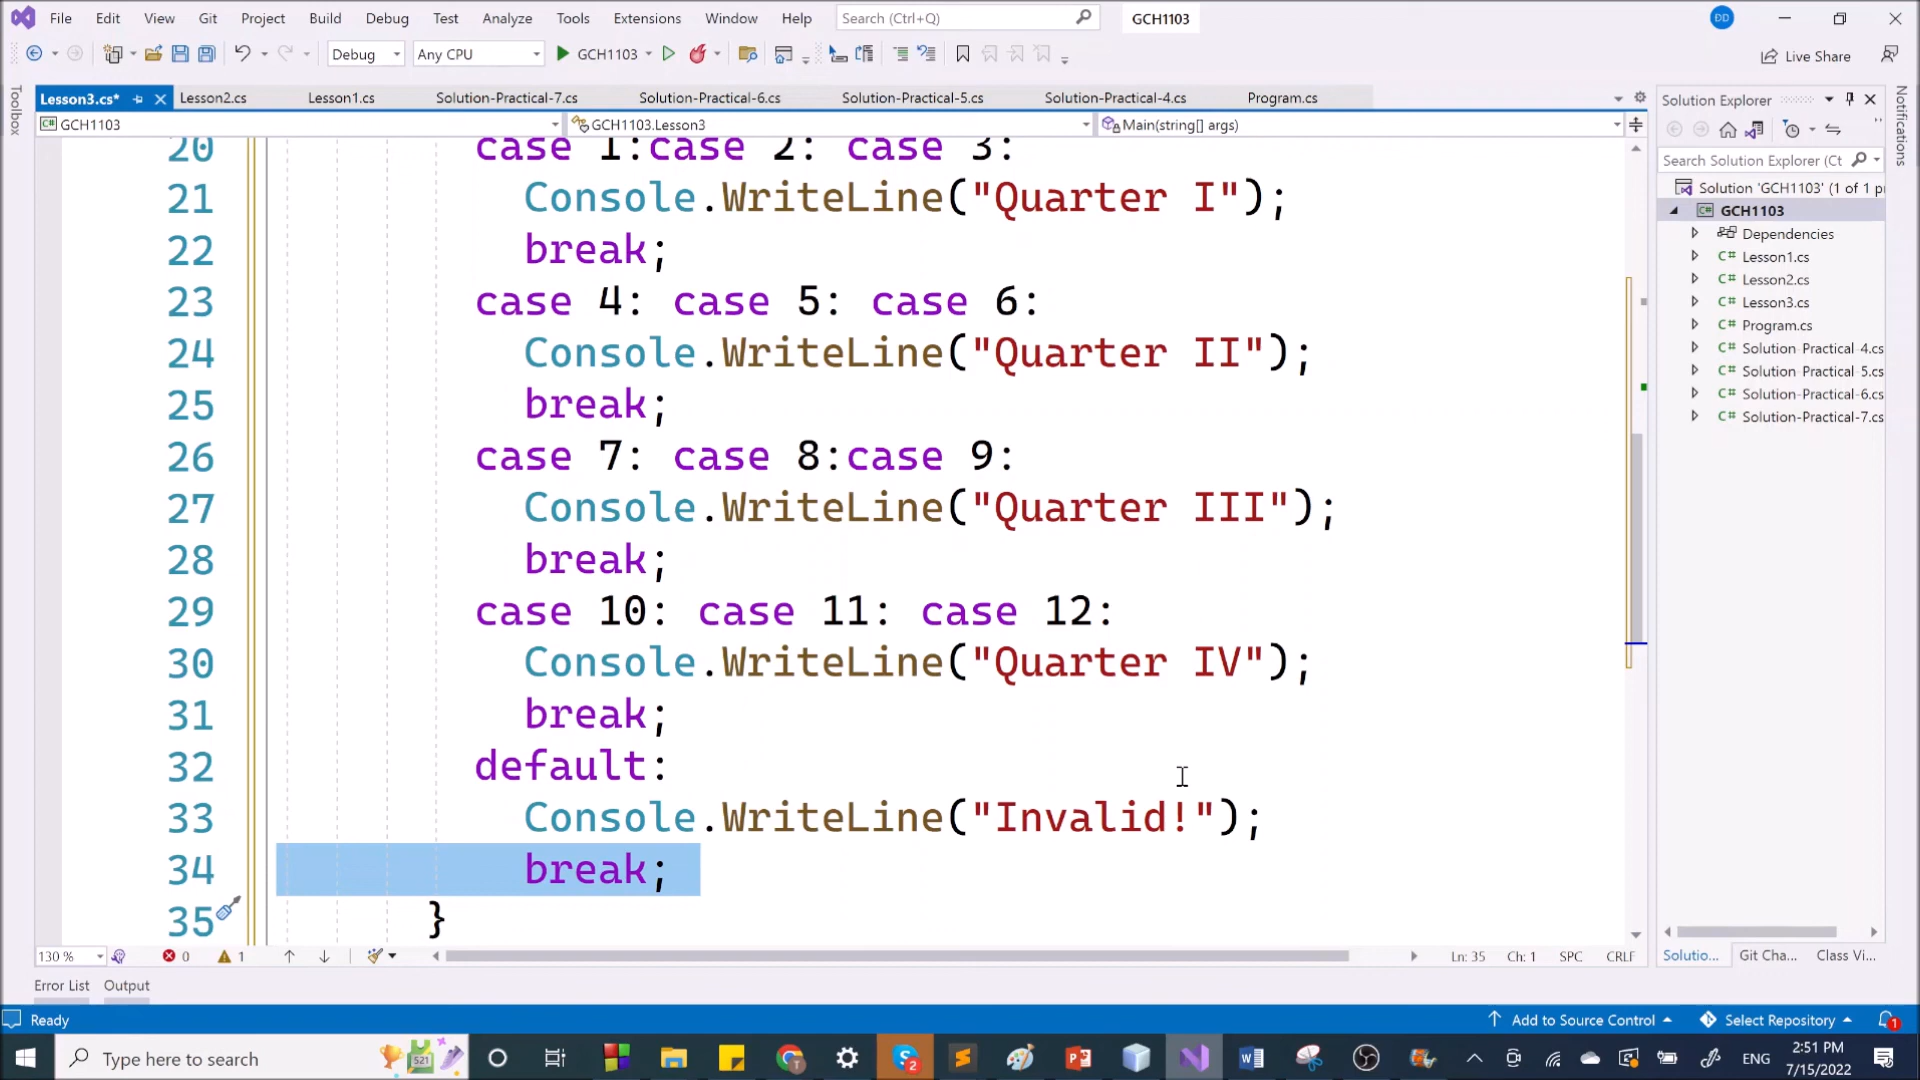 File Edit View Git Project Build Debug Test Analyze Tools Extensions Window Help Search (Ctrl+Q) GCH1103 ĐD
Debug Any CPU GCH1103 Live Share
Toolbox
Lesson3.cs* Lesson2.cs Lesson1.cs Solution-Practical-7.cs Solution-Practical-6.cs Solution-Practical-5.cs Solution-Practical-4.cs Program.cs
GCH1103 GCH1103.Lesson3 Main(string[] args)
20 case 1:case 2: case 3:
21 Console.WriteLine("Quarter I");
22 break;
23 case 4: case 5: case 6:
24 Console.WriteLine("Quarter II");
25 break;
26 case 7: case 8:case 9:
27 Console.WriteLine("Quarter III");
28 break;
29 case 10: case 11: case 12:
30 Console.WriteLine("Quarter IV");
31 break;
32 default:
33 Console.WriteLine("Invalid!");
34 break;
35 }
130 % 0 1 Ln: 35 Ch: 1 SPC CRLF
Solution Explorer
Search Solution Explorer (Ct
Solution 'GCH1103' (1 of 1 pr
C# GCH1103
Dependencies
C# Lesson1.cs
C# Lesson2.cs
C# Lesson3.cs
C# Program.cs
C# Solution-Practical-4.cs
C# Solution-Practical-5.cs
C# Solution-Practical-6.cs
C# Solution-Practical-7.cs
Solutio... Git Cha... Class Vi...
Notifications
Error List Output
Ready Add to Source Control Select Repository 1
Type here to search 521 T S 2 P W ENG 2:51 PM
7/15/2022